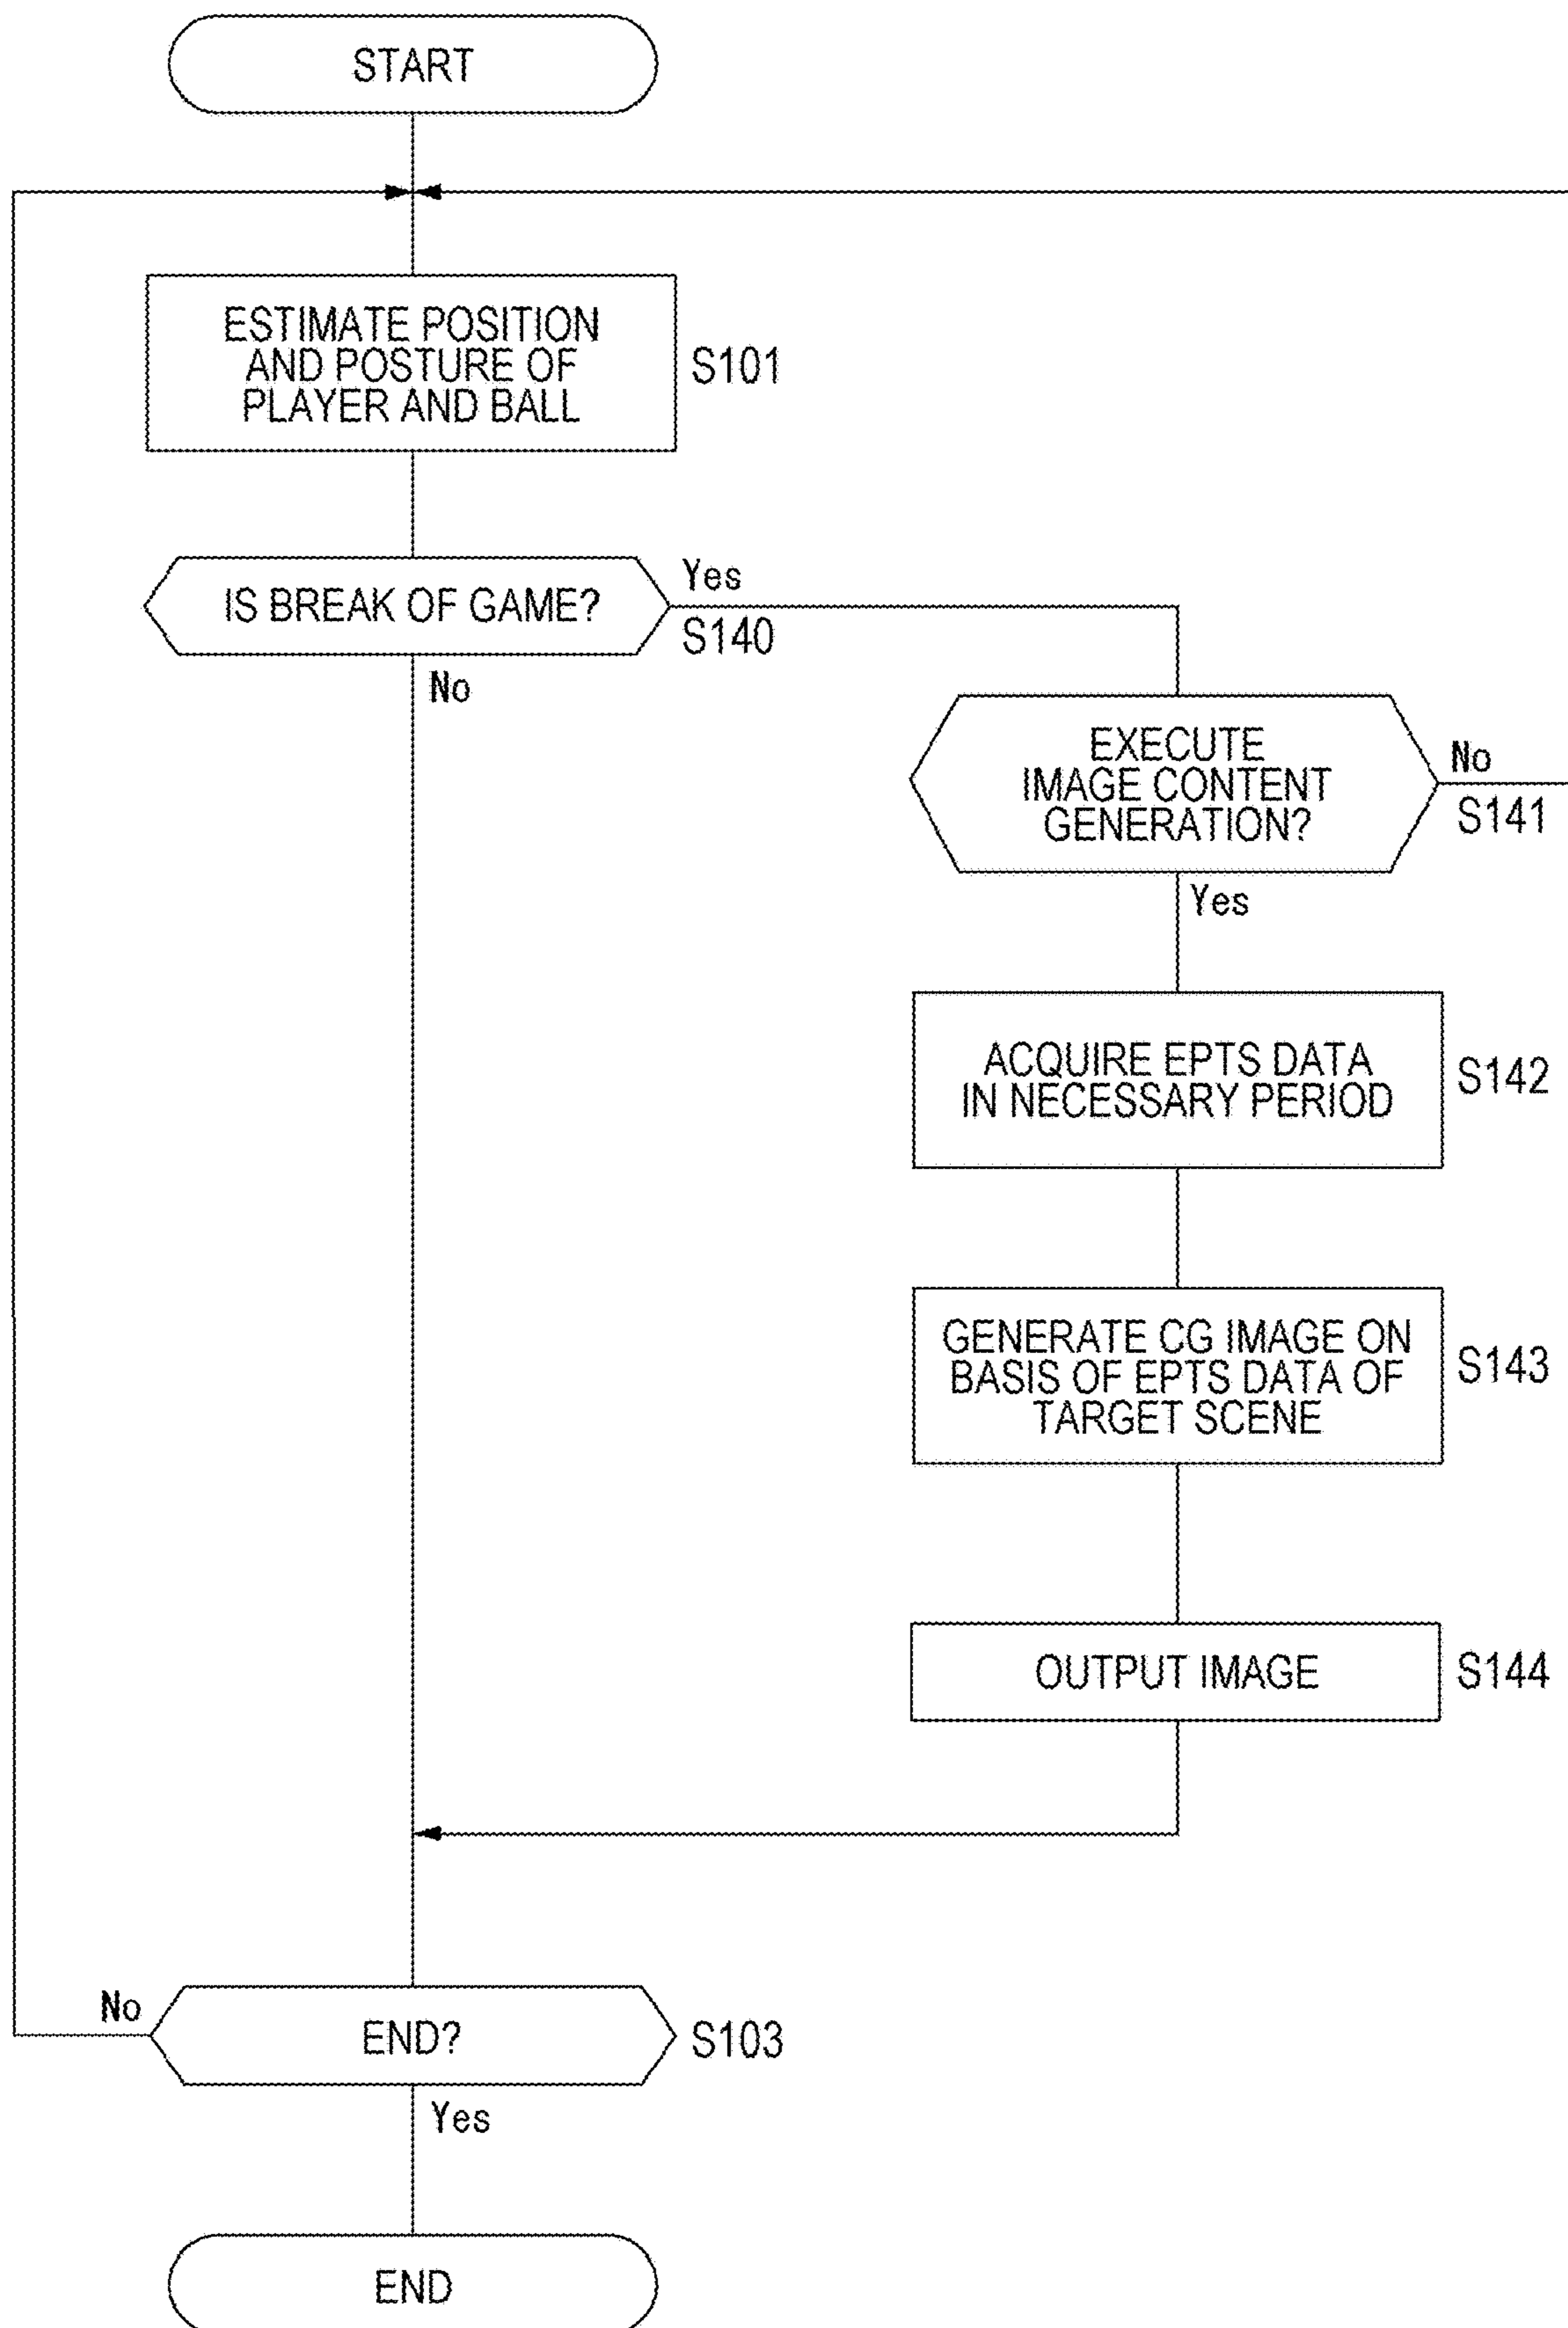 START
ESTIMATE POSITION
AND POSTURE OF
PLAYER AND BALL
S101
IS BREAK OF GAME?
Yes
S140
No
EXECUTE
IMAGE CONTENT
GENERATION?
No
S141
Yes
ACQUIRE EPTS DATA
IN NECESSARY PERIOD
S142
GENERATE CG IMAGE ON
BASIS OF EPTS DATA OF
TARGET SCENE
S143
OUTPUT IMAGE
S144
No
END?
S103
Yes
END